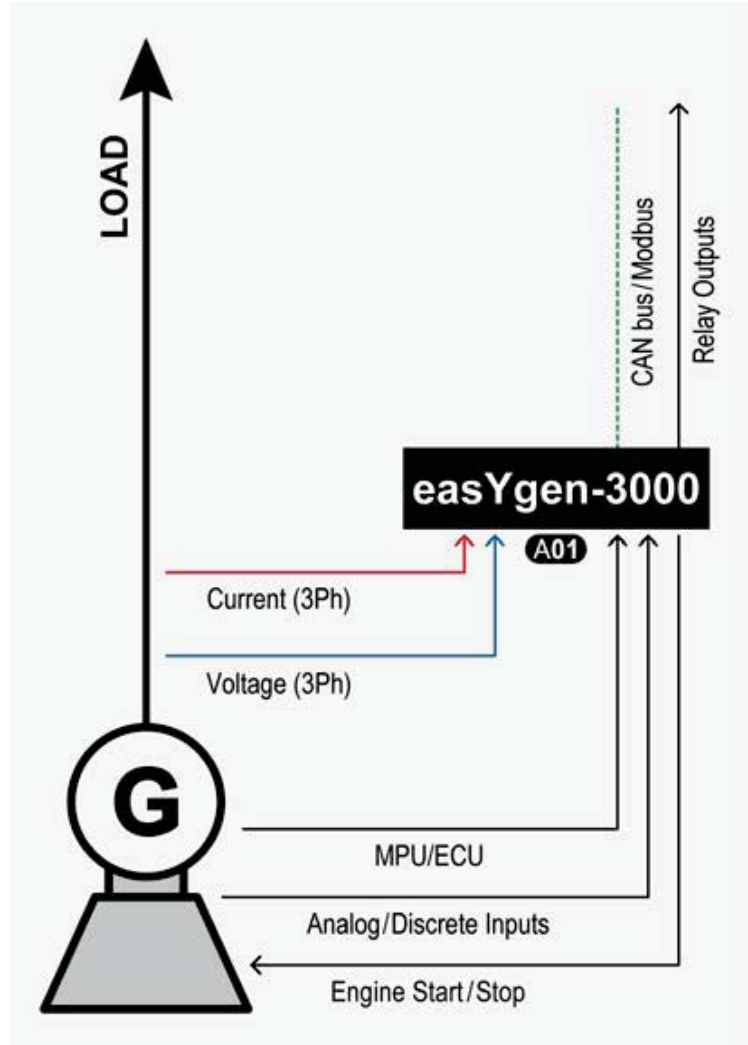 LOAD
CAN bus/Modbus
Relay Outputs
easYgen-3000
A01
Current (3Ph)
Voltage (3Ph)
G
MPU/ECU
Analog/Discrete Inputs
Engine Start/Stop